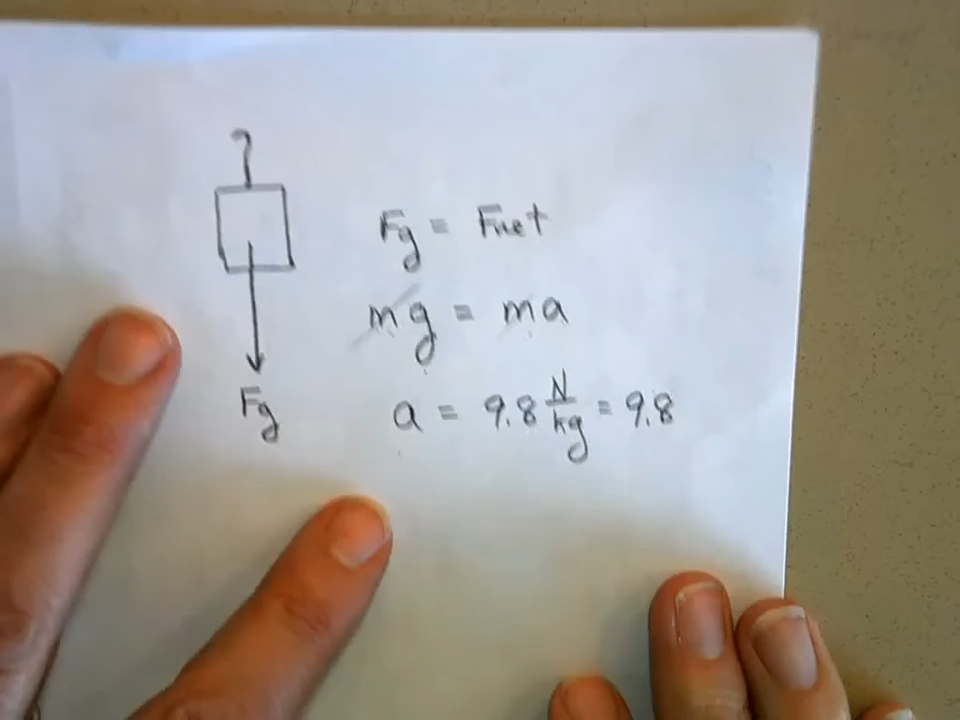 Fg = Fnet
mg = ma
Fg
a = 9.8 N/kg = 9.8